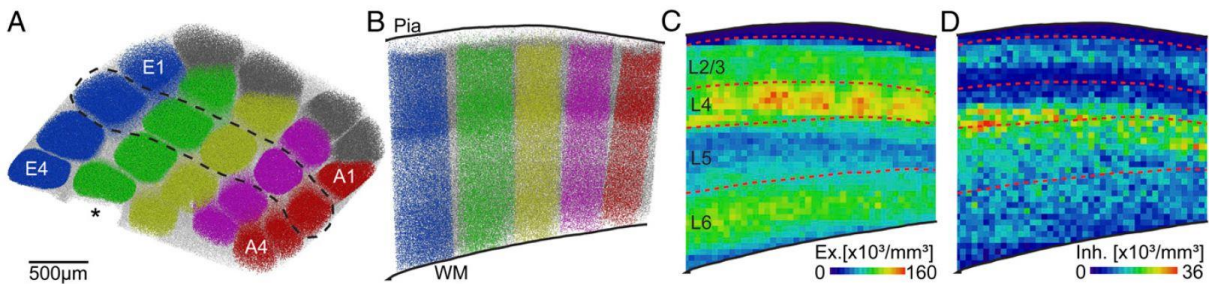 A
E1
E4
A1
A4
*
500μm
B
Pia
WM
C
L2/3
L4
L5
L6
Ex.[x10³/mm³]
0 160
D
Inh. [x10³/mm³]
0 36